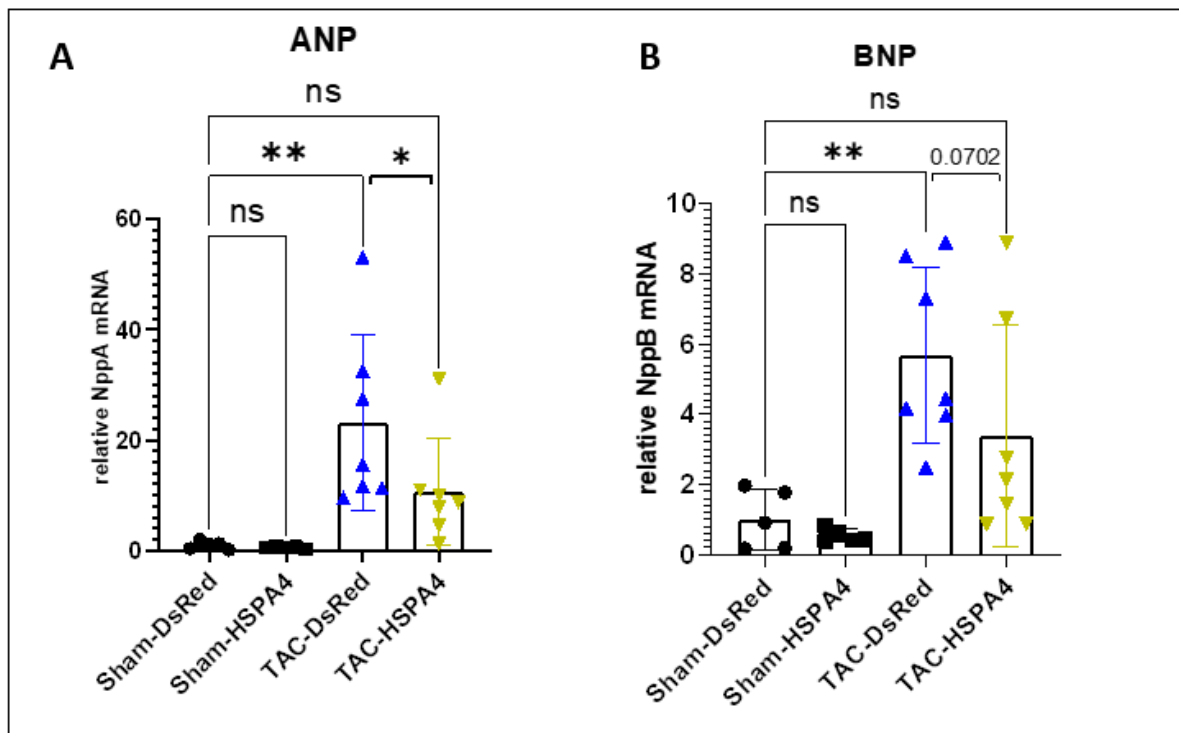 A
ANP
ns
**
*
ns
relative NppA mRNA
60
40
20
0
Sham-DsRed
Sham-HSPA4
TAC-DsRed
TAC-HSPA4
B
BNP
ns
**
0.0702
ns
relative NppB mRNA
10
8
6
4
2
0
Sham-DsRed
Sham-HSPA4
TAC-DsRed
TAC-HSPA4